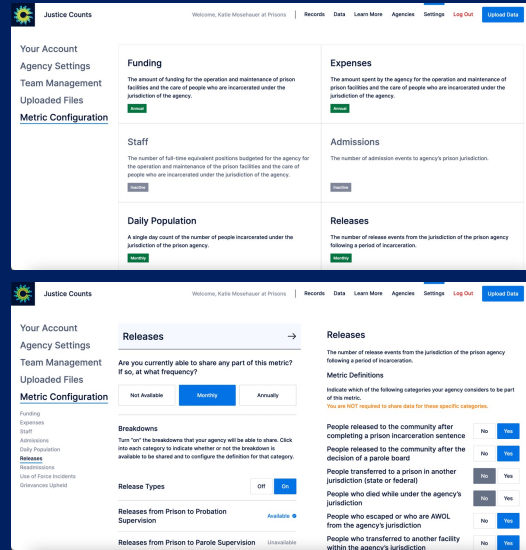 Justice Counts
Welcome, Katie Mosehauer at Prisons
Records Data Learn More Agencies Settings Log Out Upload Data
Your Account
Agency Settings
Team Management
Uploaded Files
Metric Configuration
Funding
The amount of funding for the operation and maintenance of prison
facilities and the care of people who are incarcerated under the
jurisdiction of the agency.
Annual
Expenses
The amount spent by the agency for the operation and maintenance of
prison facilities and the care of people who are incarcerated under the
jurisdiction of the agency.
Annual
Staff
The number of full-time equivalent positions budgeted for the agency for
the operation and maintenance of the prison facilities and the care of
people who are incarcerated under the jurisdiction of the agency.
Inactive
Admissions
The number of admission events to agency's prison jurisdiction.
Inactive
Daily Population
A single day count of the number of people incarcerated under the
jurisdiction of the prison agency.
Monthly
Releases
The number of release events from the jurisdiction of the prison agency
following a period of incarceration.
Monthly
Justice Counts
Welcome, Katie Mosehauer at Prisons
Records Data Learn More Agencies Settings Log Out Upload Data
Your Account
Agency Settings
Team Management
Uploaded Files
Metric Configuration
Funding
Expenses
Staff
Admissions
Daily Population
Releases
Readmissions
Use of Force Incidents
Grievances Upheld
Releases →
Are you currently able to share any part of this metric?
If so, at what frequency?
Not Available Monthly Annually
Breakdowns
Turn "on" the breakdowns that your agency will be able to share. Click
into each category to indicate whether or not the breakdown is
available to be shared and to configure the definition for that category.
Release Types Off On
Releases from Prison to Probation
Supervision
Available
Releases from Prison to Parole Supervision Unavailable
Releases
The number of release events from the jurisdiction of the prison agency
following a period of incarceration.
Metric Definitions
Indicate which of the following categories your agency considers to be part
of this metric.
You are NOT required to share data for these specific categories.
People released to the community after
completing a prison incarceration sentence
No Yes
People released to the community after the
decision of a parole board
No Yes
People transferred to a prison in another
jurisdiction (state or federal)
No Yes
People who died while under the agency's
jurisdiction
No Yes
People who escaped or who are AWOL
from the agency's jurisdiction
No Yes
People who transferred to another facility
within the agency's jurisdiction
No Yes